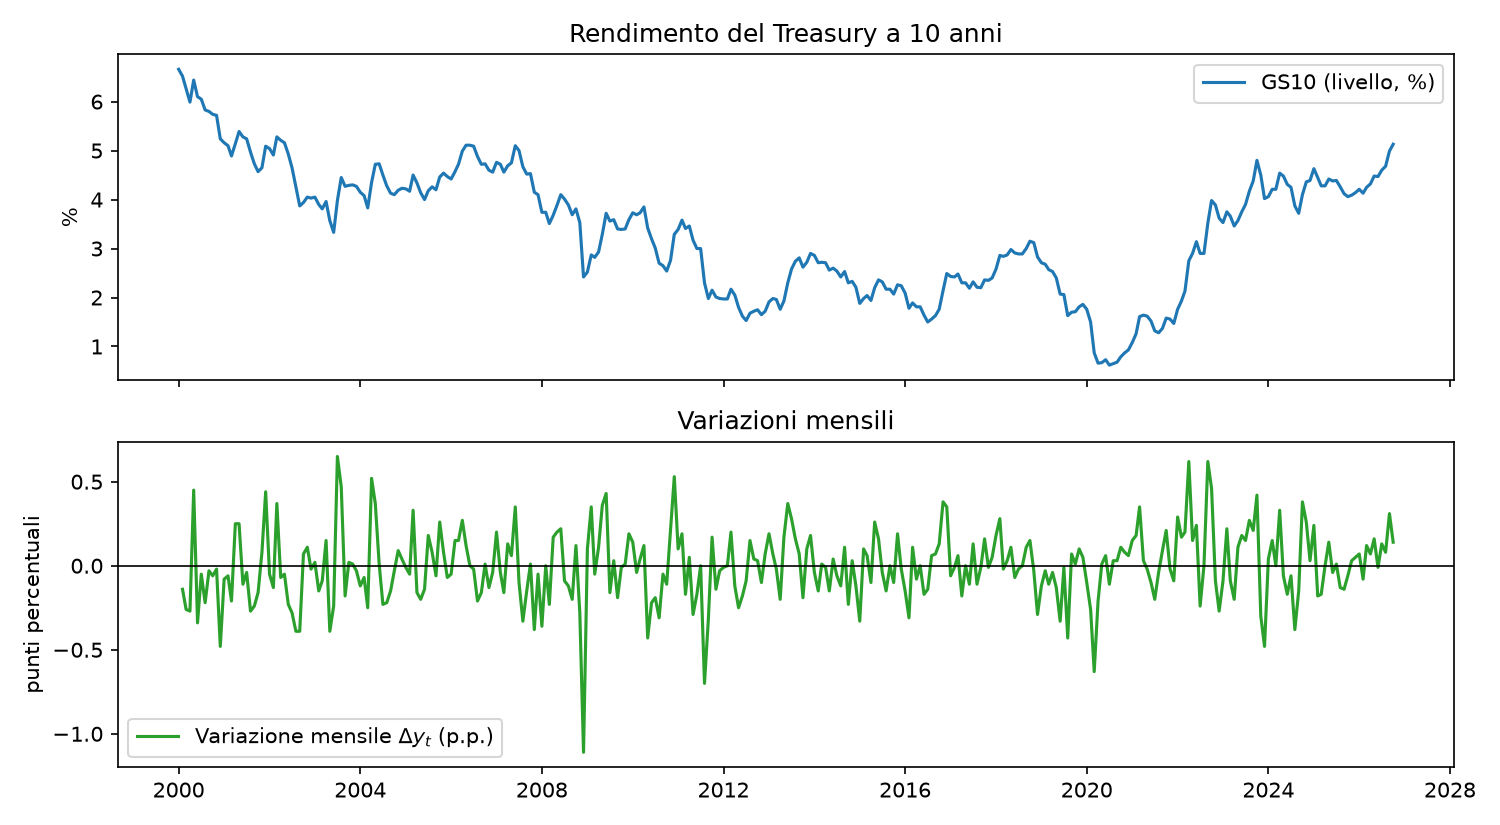 Rendimento del Treasury a 10 anni
GS10 (livello, %)
%
6
5
4
3
2
1
Variazioni mensili
punti percentuali
0.5
0.0
−0.5
−1.0
Variazione mensile Δy_t (p.p.)
2000 2004 2008 2012 2016 2020 2024 2028